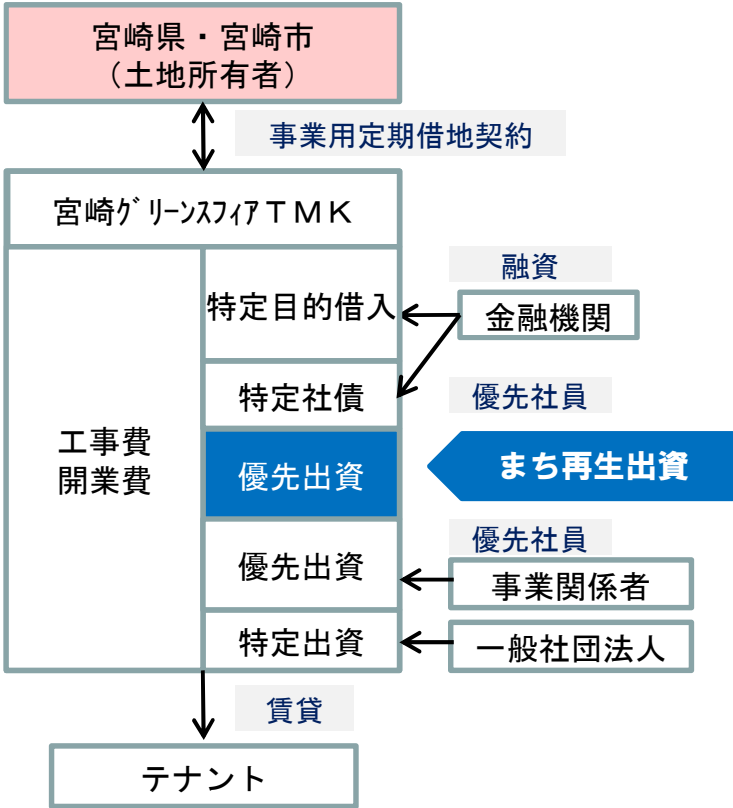 宮崎県・宮崎市
（土地所有者）
事業用定期借地契約
宮崎ｸﾞﾘｰﾝｽﾌｨｱＴＭＫ
融資
特定目的借入
金融機関
特定社債
優先社員
工事費
開業費
優先出資
まち再生出資
優先社員
優先出資
事業関係者
特定出資
一般社団法人
賃貸
テナント